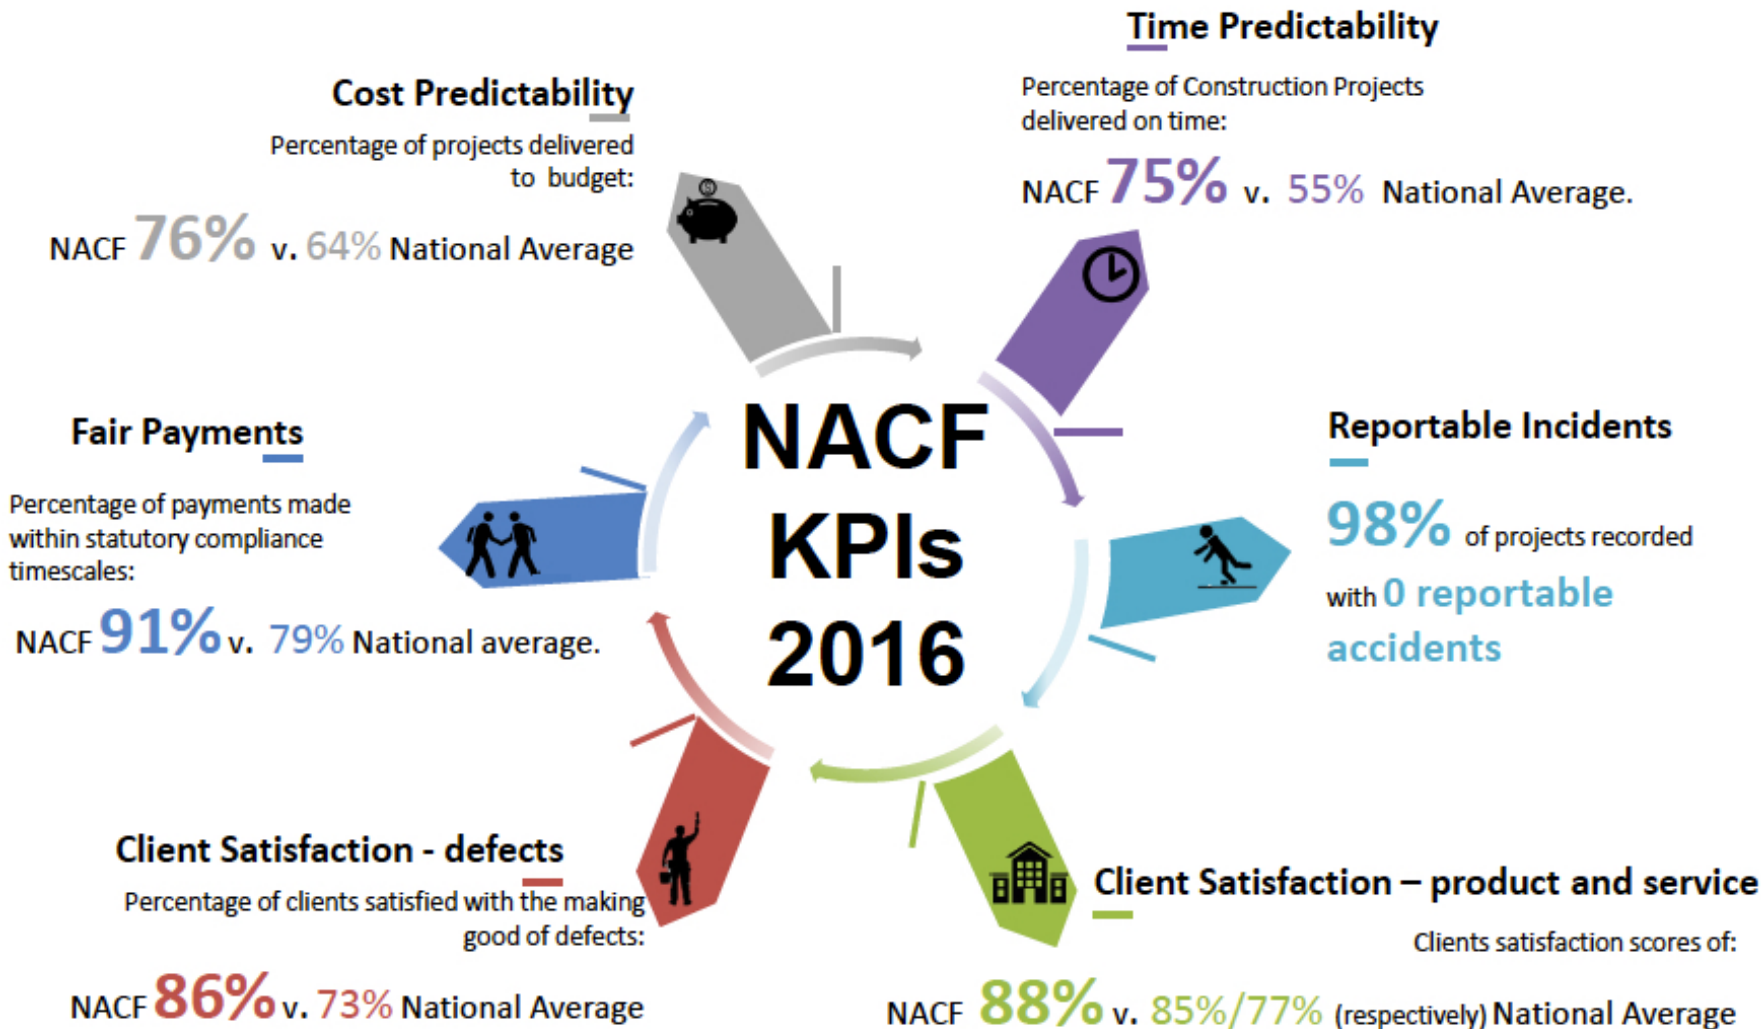 Time Predictability
Percentage of Construction Projects
delivered on time:
NACF 75% v. 55% National Average.
Cost Predictability
Percentage of projects delivered
to budget:
NACF 76% v. 64% National Average
NACF
KPIs
2016
Reportable Incidents
98% of projects recorded
with 0 reportable
accidents
Fair Payments
Percentage of payments made
within statutory compliance
timescales:
NACF 91% v. 79% National average.
Client Satisfaction - defects
Percentage of clients satisfied with the making
good of defects:
NACF 86% v. 73% National Average
Client Satisfaction – product and service
Clients satisfaction scores of:
NACF 88% v. 85%/77% (respectively) National Average